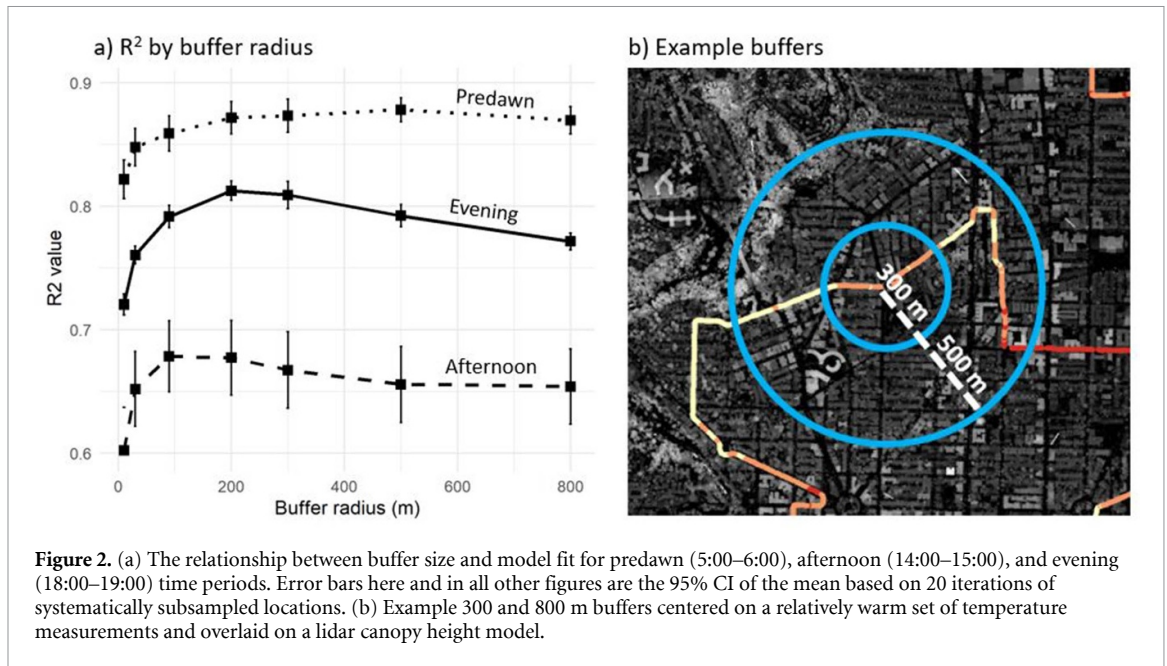 a) R² by buffer radius
b) Example buffers
0.9
0.8
0.7
0.6
R2 value
Predawn
Evening
Afternoon
0
200
400
600
800
Buffer radius (m)
300 m
500 m
Figure 2. (a) The relationship between buffer size and model fit for predawn (5:00–6:00), afternoon (14:00–15:00), and evening
(18:00–19:00) time periods. Error bars here and in all other figures are the 95% CI of the mean based on 20 iterations of
systematically subsampled locations. (b) Example 300 and 800 m buffers centered on a relatively warm set of temperature
measurements and overlaid on a lidar canopy height model.